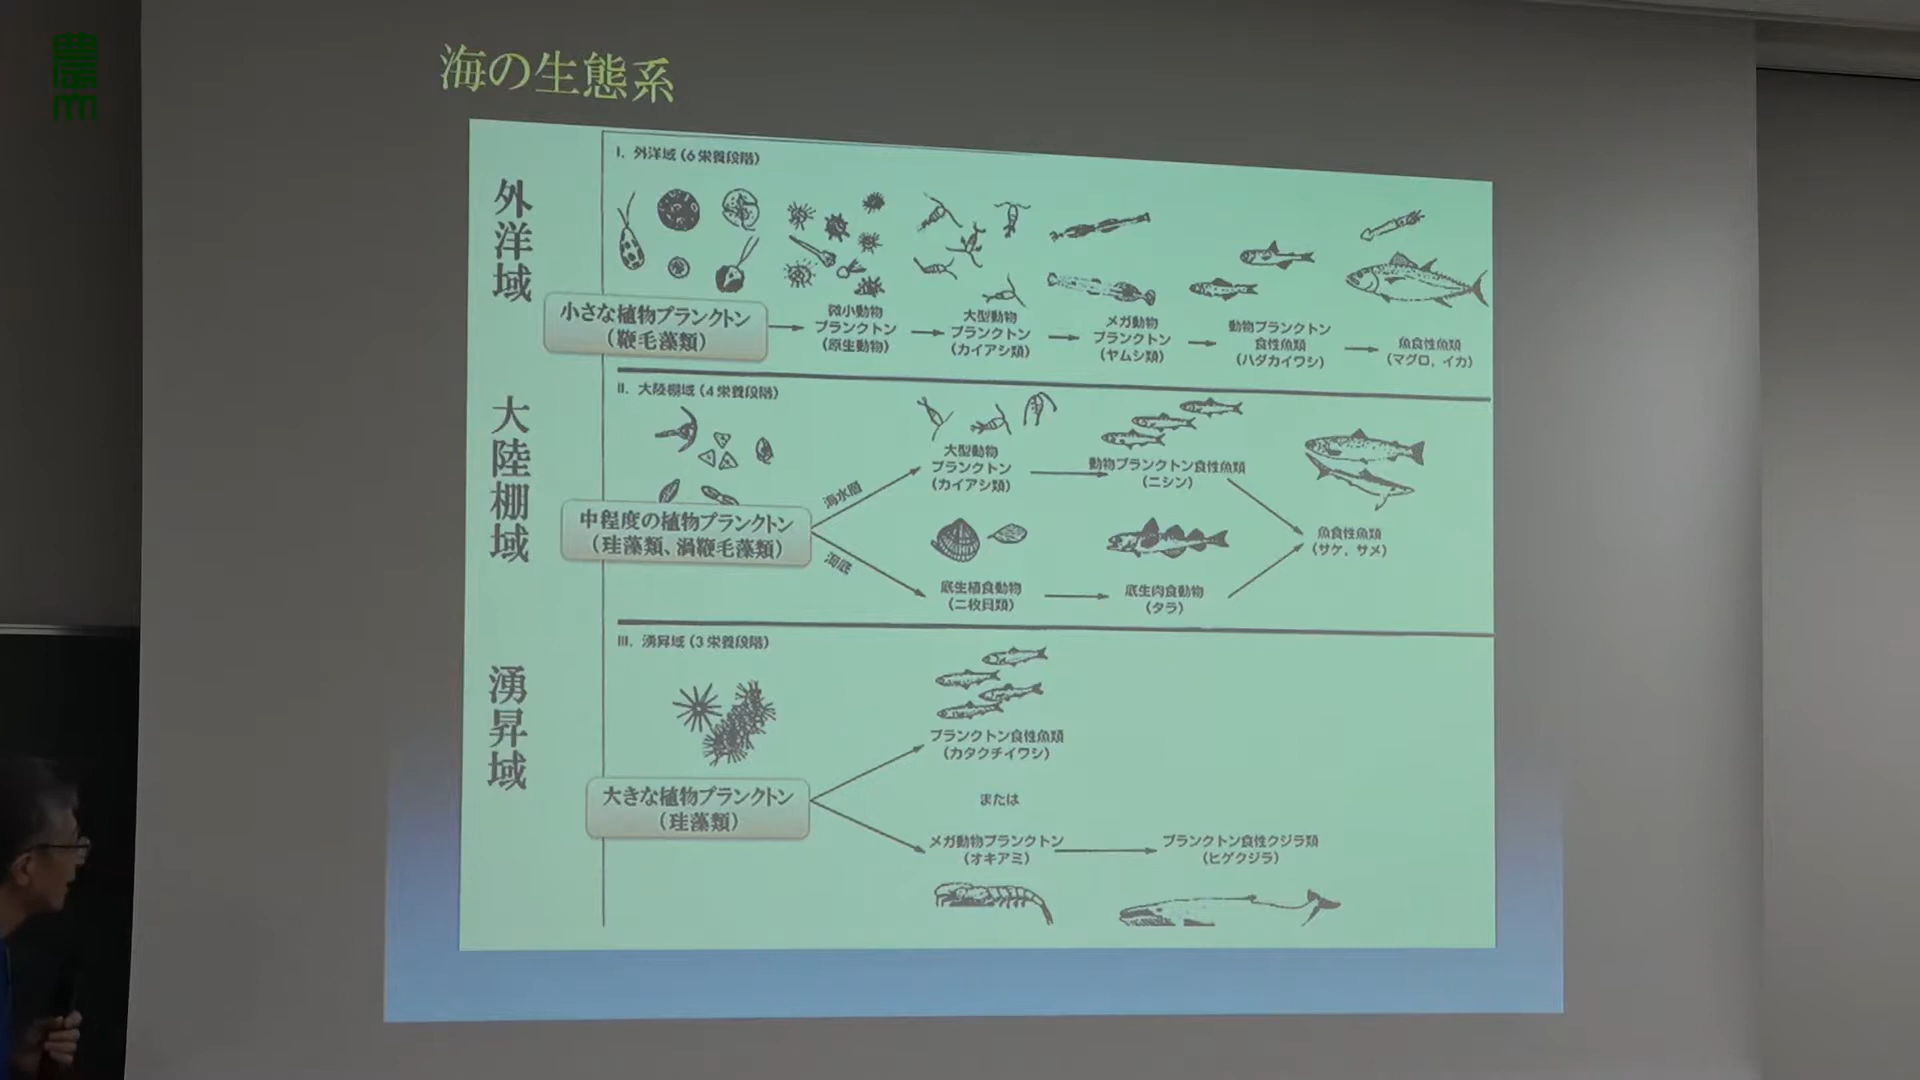 海の生態系
外洋域
I. 外洋域 (6栄養段階)
小さな植物プランクトン
(鞭毛藻類)
微小動物
プランクトン
(原生動物)
大型動物
プランクトン
(カイアシ類)
メガ動物
プランクトン
(ヤムシ類)
動物プランクトン
食性魚類
(ハダカイワシ)
魚食性魚類
(マグロ, イカ)
大陸棚域
II. 大陸棚域 (4栄養段階)
中程度の植物プランクトン
(珪藻類、渦鞭毛藻類)
海水層
海底
大型動物
プランクトン
(カイアシ類)
動物プランクトン食性魚類
(ニシン)
底生植食動物
(二枚貝類)
底生肉食動物
(タラ)
魚食性魚類
(サケ, サメ)
湧昇域
III. 湧昇域 (3栄養段階)
大きな植物プランクトン
(珪藻類)
プランクトン食性魚類
(カタクチイワシ)
または
メガ動物プランクトン
(オキアミ)
プランクトン食性クジラ類
(ヒゲクジラ)